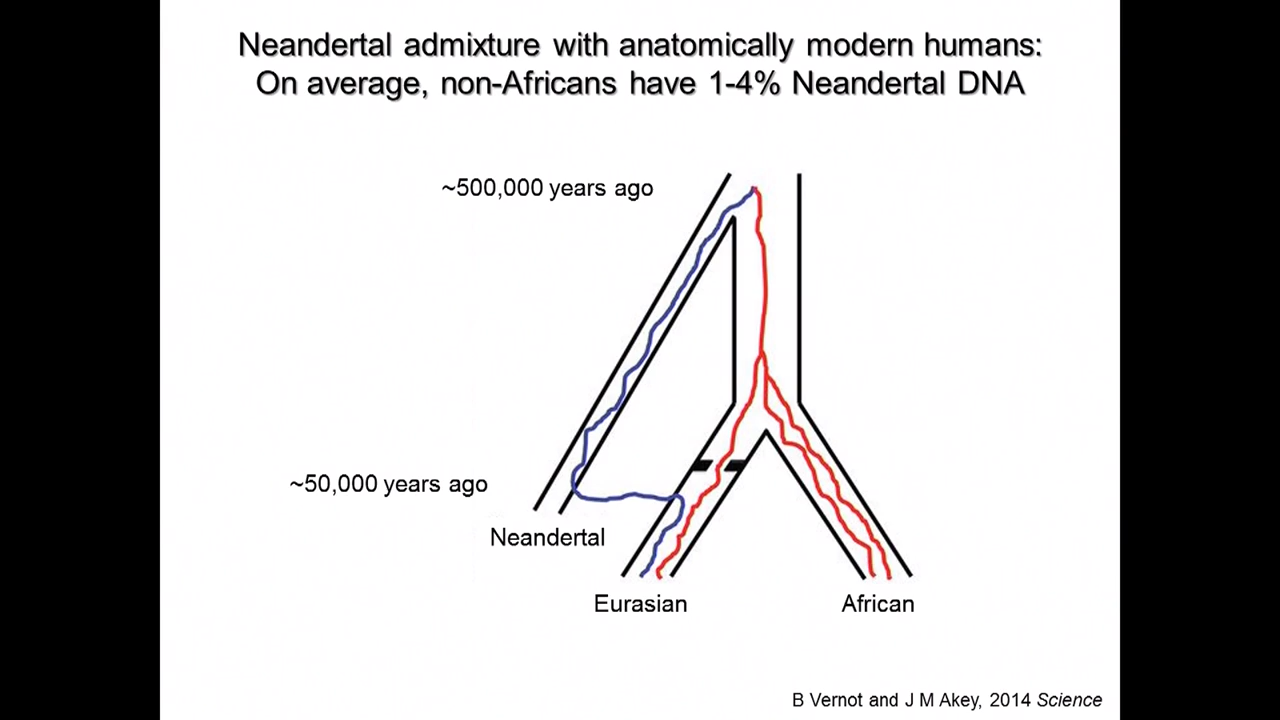 Neandertal admixture with anatomically modern humans:
On average, non-Africans have 1-4% Neandertal DNA
~500,000 years ago
~50,000 years ago
Neandertal
Eurasian
African
B Vernot and J M Akey, 2014 Science